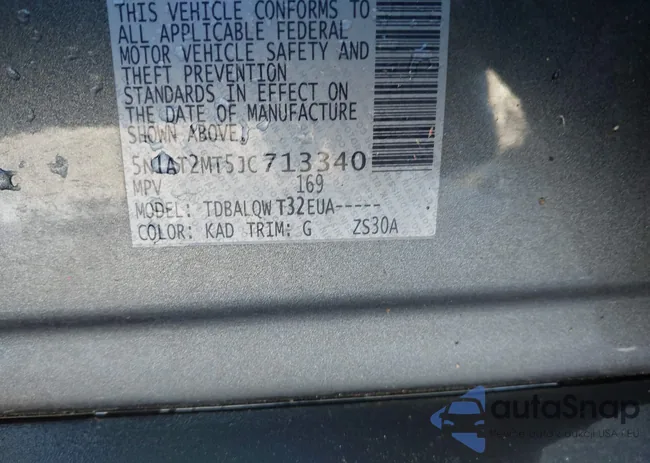 THIS VEHICLE CONFORMS TO
ALL APPLICABLE FEDERAL
MOTOR VEHICLE SAFETY AND
THEFT PREVENTION
STANDARDS IN EFFECT ON
THE DATE OF MANUFACTURE
SHOWN ABOVE.
5N1AT2MT5JC713340
MPV 169
MODEL: TDBALQW T32EUA-----
COLOR: KAD TRIM: G ZS30A
autoSnap